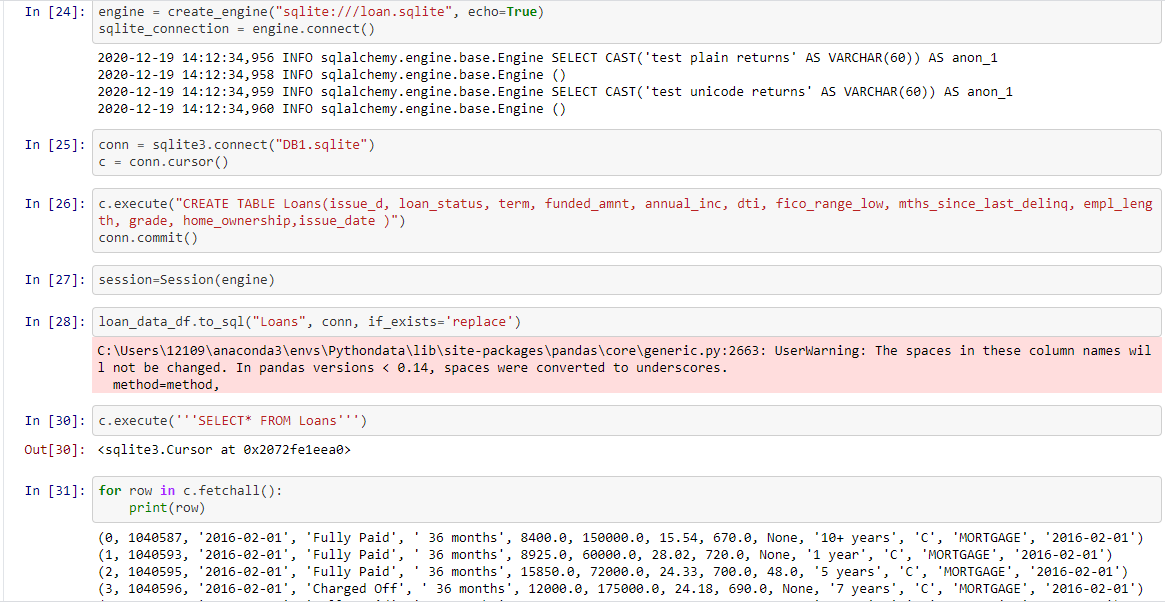 In [24]: engine = create_engine("sqlite:///loan.sqlite", echo=True)
sqlite_connection = engine.connect()
2020-12-19 14:12:34,956 INFO sqlalchemy.engine.base.Engine SELECT CAST('test plain returns' AS VARCHAR(60)) AS anon_1
2020-12-19 14:12:34,958 INFO sqlalchemy.engine.base.Engine ()
2020-12-19 14:12:34,959 INFO sqlalchemy.engine.base.Engine SELECT CAST('test unicode returns' AS VARCHAR(60)) AS anon_1
2020-12-19 14:12:34,960 INFO sqlalchemy.engine.base.Engine ()
In [25]: conn = sqlite3.connect("DB1.sqlite")
c = conn.cursor()
In [26]: c.execute("CREATE TABLE Loans(issue_d, loan_status, term, funded_amnt, annual_inc, dti, fico_range_low, mths_since_last_delinq, empl_leng
th, grade, home_ownership,issue_date )")
conn.commit()
In [27]: session=Session(engine)
In [28]: loan_data_df.to_sql("Loans", conn, if_exists='replace')
C:\Users\12109\anaconda3\envs\Pythondata\lib\site-packages\pandas\core\generic.py:2663: UserWarning: The spaces in these column names wil
l not be changed. In pandas versions < 0.14, spaces were converted to underscores.
method=method,
In [30]: c.execute('''SELECT* FROM Loans''')
Out[30]: <sqlite3.Cursor at 0x2072fe1eea0>
In [31]: for row in c.fetchall():
print(row)
(0, 1040587, '2016-02-01', 'Fully Paid', ' 36 months', 8400.0, 150000.0, 15.54, 670.0, None, '10+ years', 'C', 'MORTGAGE', '2016-02-01')
(1, 1040593, '2016-02-01', 'Fully Paid', ' 36 months', 8925.0, 60000.0, 28.02, 720.0, None, '1 year', 'C', 'MORTGAGE', '2016-02-01')
(2, 1040595, '2016-02-01', 'Fully Paid', ' 36 months', 15850.0, 72000.0, 24.33, 700.0, 48.0, '5 years', 'C', 'MORTGAGE', '2016-02-01')
(3, 1040596, '2016-02-01', 'Charged Off', ' 36 months', 12000.0, 175000.0, 24.18, 690.0, None, '7 years', 'C', 'MORTGAGE', '2016-02-01')